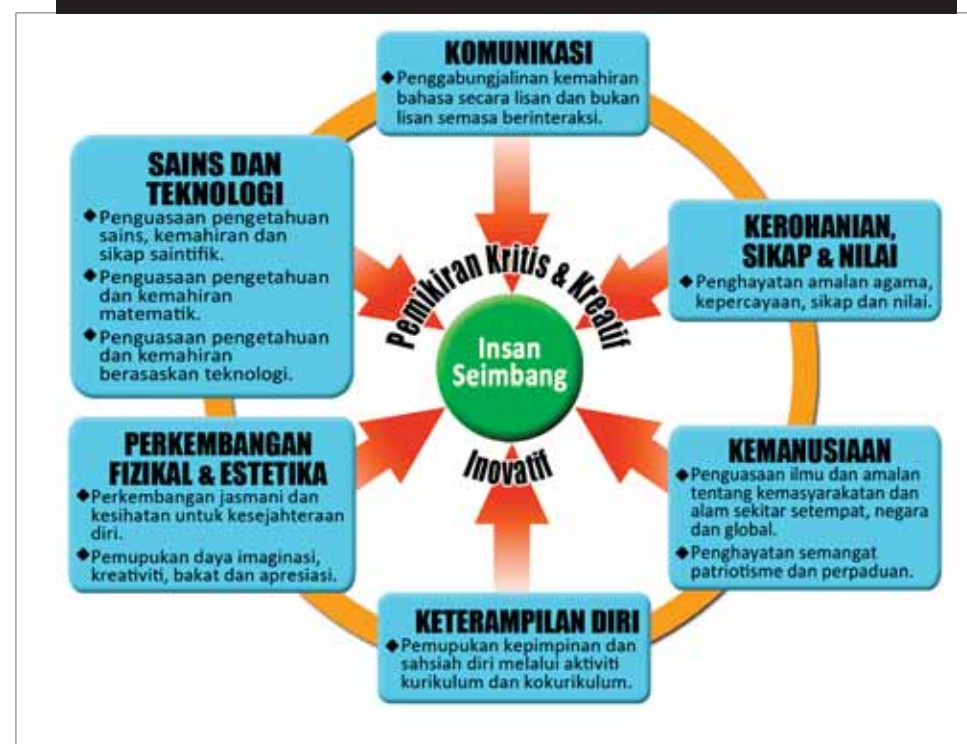 KOMUNIKASI
◆Penggabungjalinan kemahiran
bahasa secara lisan dan bukan
lisan semasa berinteraksi.
SAINS DAN
TEKNOLOGI
◆Penguasaan pengetahuan
sains, kemahiran dan
sikap saintifik.
◆Penguasaan pengetahuan
dan kemahiran
matematik.
◆Penguasaan pengetahuan
dan kemahiran
berasaskan teknologi.
KEROHANIAN,
SIKAP & NILAI
◆Penghayatan amalan agama,
kepercayaan, sikap dan nilai.
Pemikiran Kritis & Kreatif
Insan
Seimbang
Inovatif
PERKEMBANGAN
FIZIKAL & ESTETIKA
◆Perkembangan jasmani dan
kesihatan untuk kesejahteraan
diri.
◆Pemupukan daya imaginasi,
kreativiti, bakat dan apresiasi.
KEMANUSIAAN
◆Penguasaan ilmu dan amalan
tentang kemasyarakatan dan
alam sekitar setempat, negara
dan global.
◆Penghayatan semangat
patriotisme dan perpaduan.
KETERAMPILAN DIRI
◆Pemupukan kepimpinan dan
sahsiah diri melalui aktiviti
kurikulum dan kokurikulum.